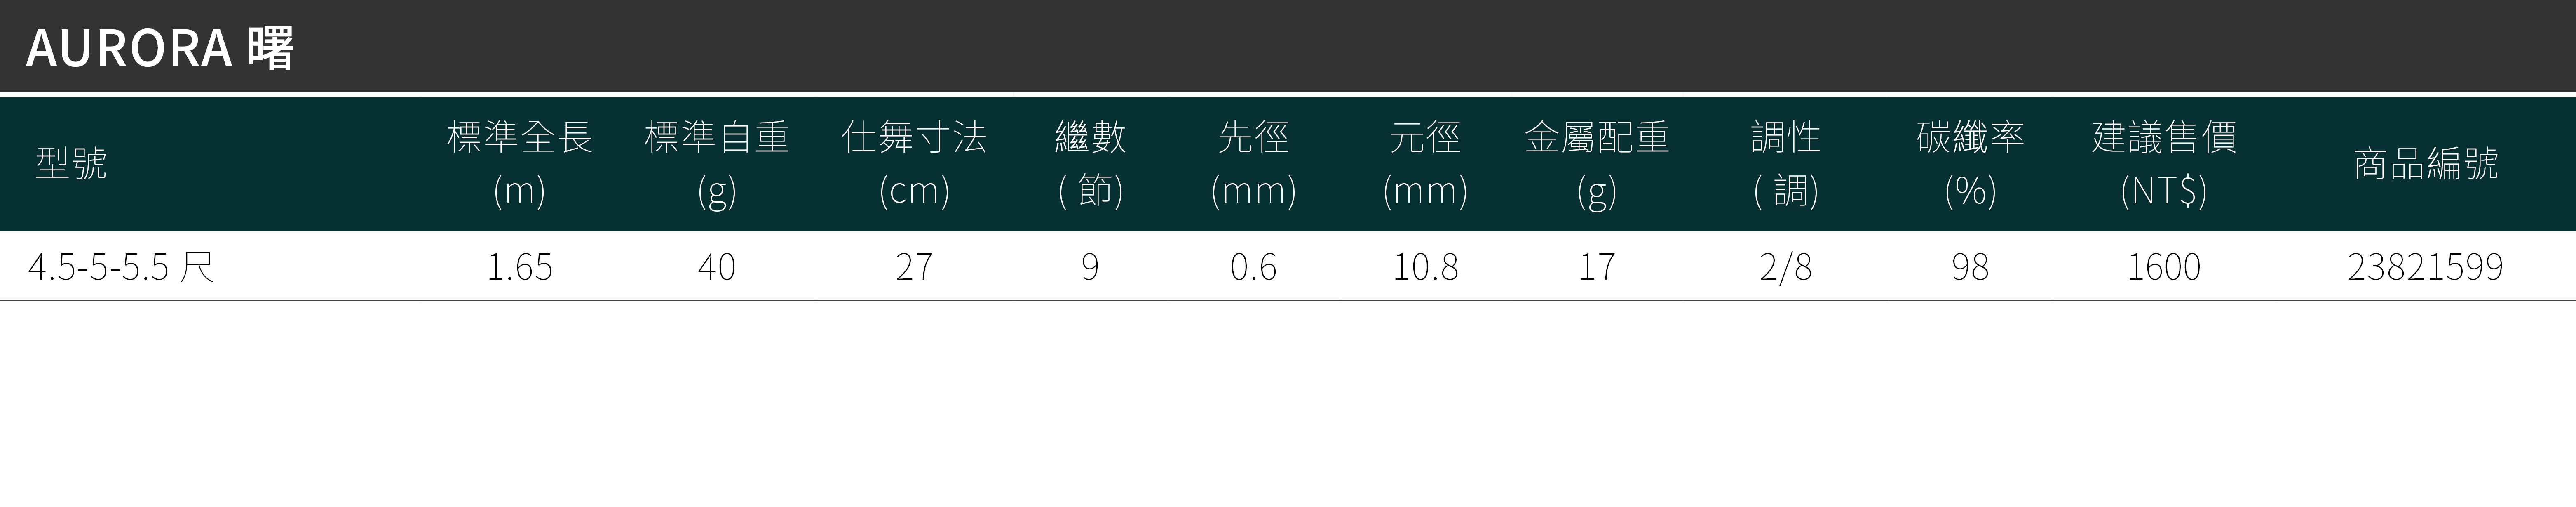 AURORA 曙
型號 標準全長 (m) 標準自重 (g) 仕舞寸法 (cm) 繼數 ( 節) 先徑 (mm) 元徑 (mm) 金屬配重 (g) 調性 ( 調) 碳纖率 (%) 建議售價 (NT$) 商品編號
4.5-5-5.5 尺 1.65 40 27 9 0.6 10.8 17 2/8 98 1600 23821599